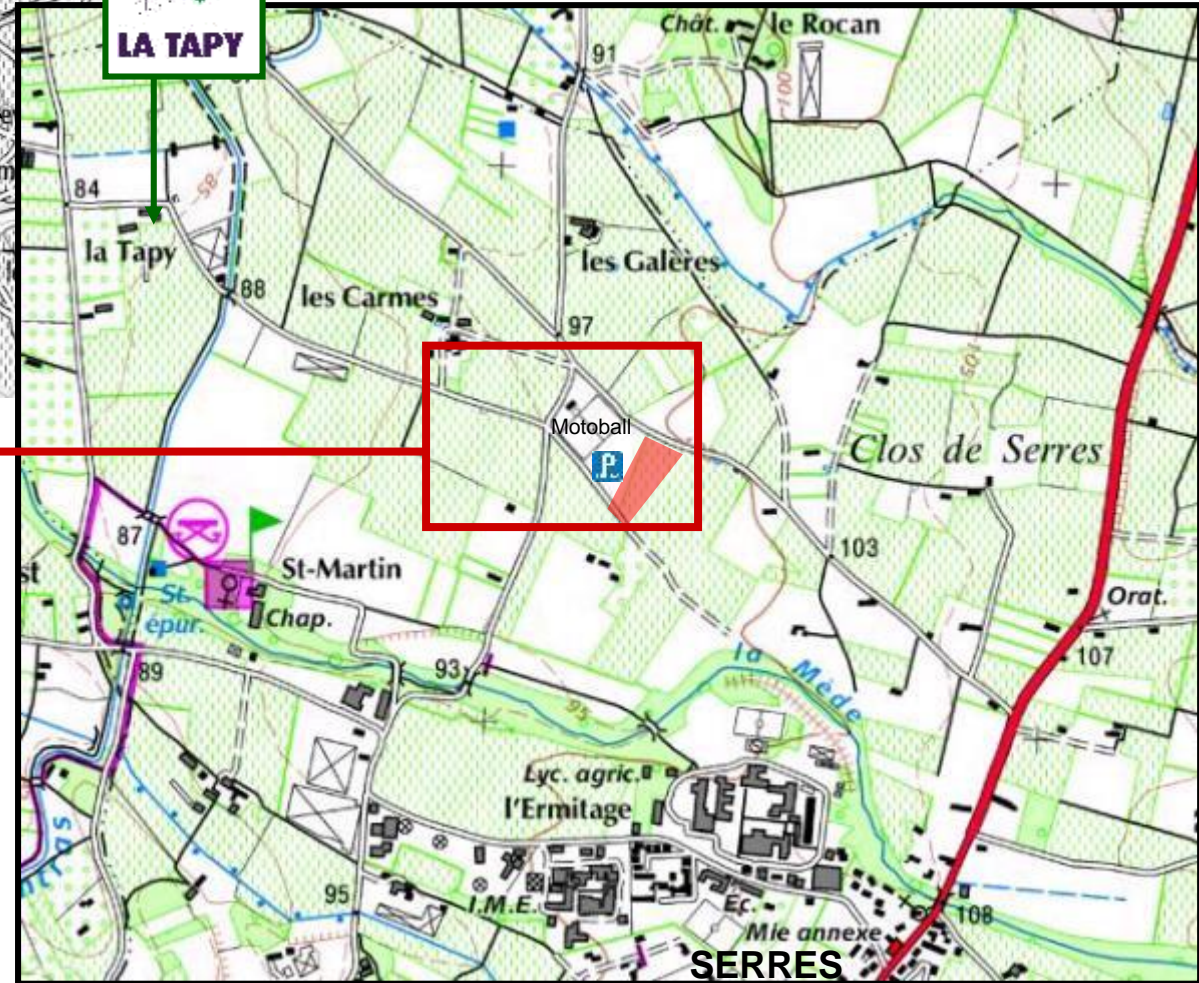 LA TAPY
Chât.
le Rocan
91
100
84
85
la Tapy
88
les Carmes
les Galères
97
Motoball
P
Clos de Serres
105
87
St-Martin
Chap.
St.
épur.
103
Orat.
107
89
93
95
la Mède
Lyc. agric.
l'Ermitage
95
I.M.E.
Ec.
Mie annexe
108
SERRES